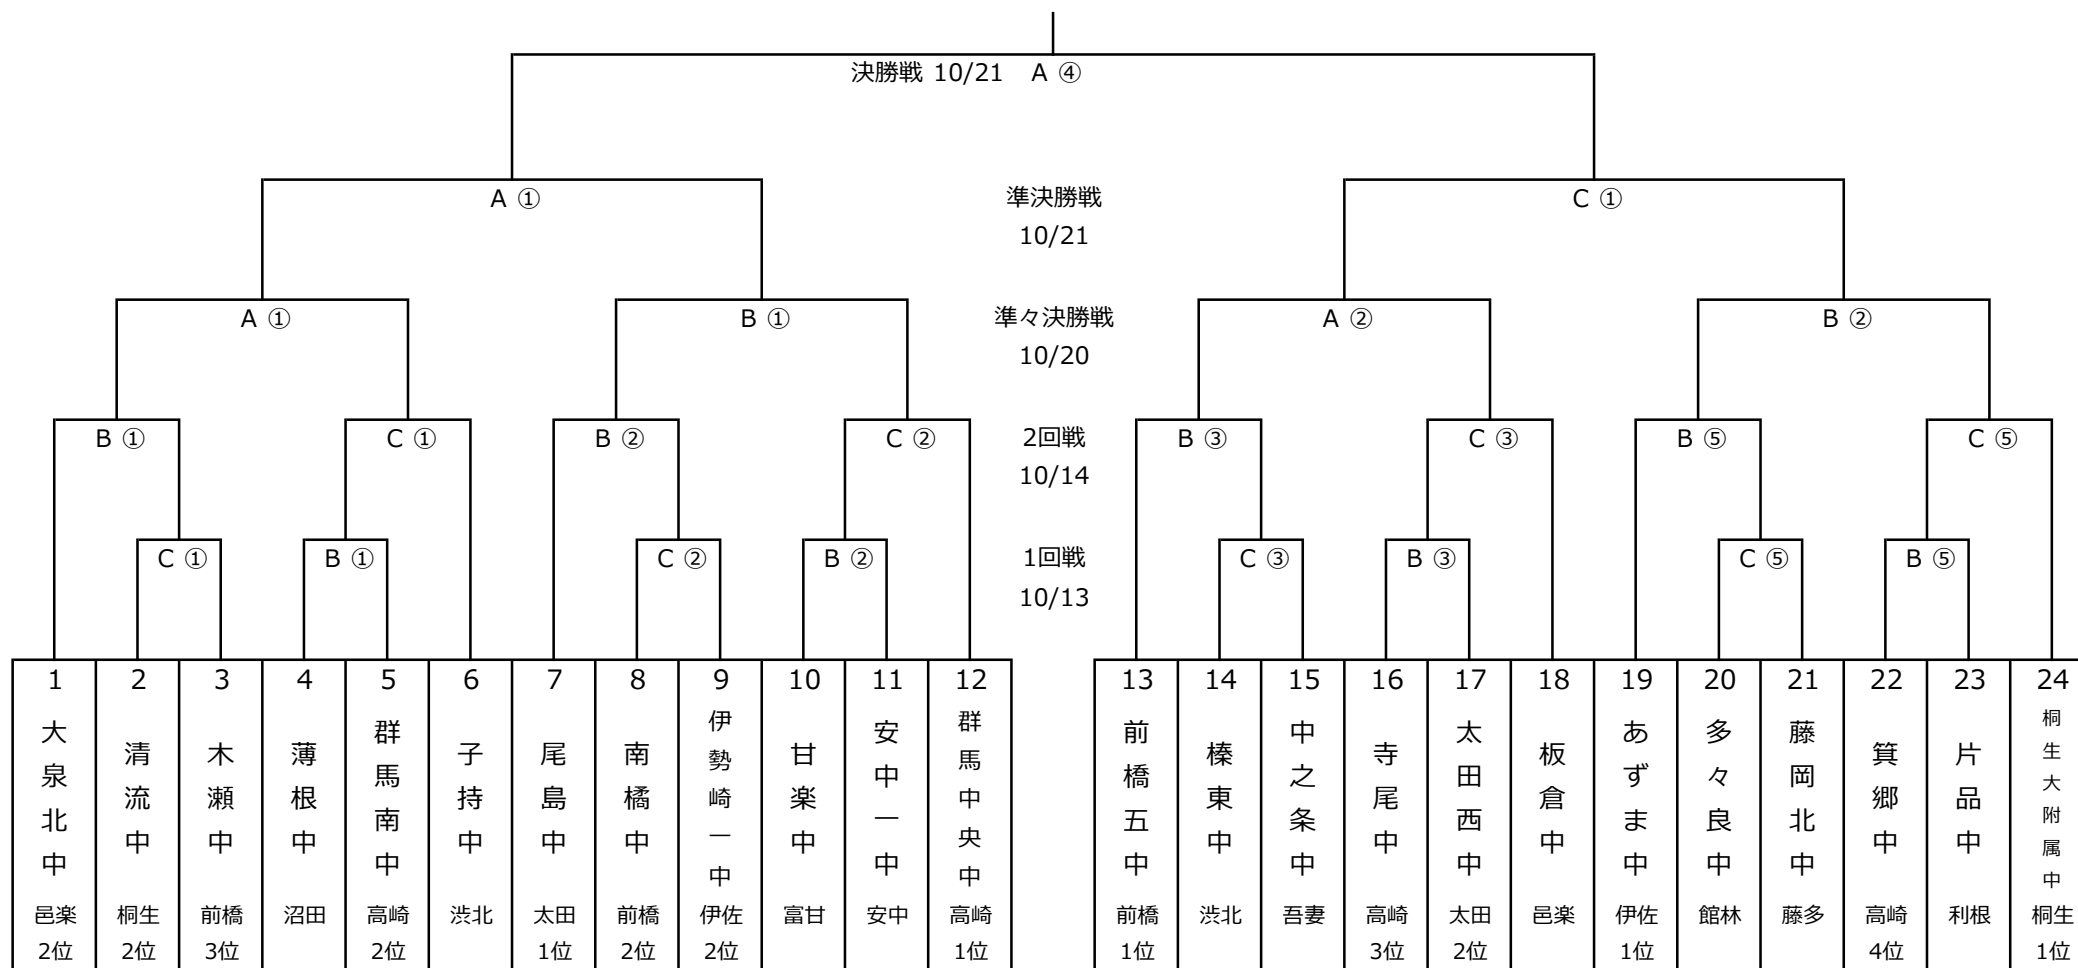 決勝戦 10/21 A ④
A ①
準決勝戦
10/21
C ①
A ①
B ①
準々決勝戦
10/20
A ②
B ②
B ①
C ①
B ②
C ②
2回戦
10/14
B ③
C ③
B ⑤
C ⑤
C ①
B ①
C ②
B ②
1回戦
10/13
C ③
B ③
C ⑤
B ⑤
1
大泉北中
邑楽
2位
2
清流中
桐生
2位
3
木瀬中
前橋
3位
4
薄根中
沼田
5
群馬南中
高崎
2位
6
子持中
渋北
7
尾島中
太田
1位
8
南橘中
前橋
2位
9
伊勢崎一中
伊佐
2位
10
甘楽中
富甘
11
安中一中
安中
12
群馬中央中
高崎
1位
13
前橋五中
前橋
1位
14
榛東中
渋北
15
中之条中
吾妻
16
寺尾中
高崎
3位
17
太田西中
太田
2位
18
板倉中
邑楽
19
あずま中
伊佐
1位
20
多々良中
館林
21
藤岡北中
藤多
22
箕郷中
高崎
4位
23
片品中
利根
24
桐生大附属中
桐生
1位